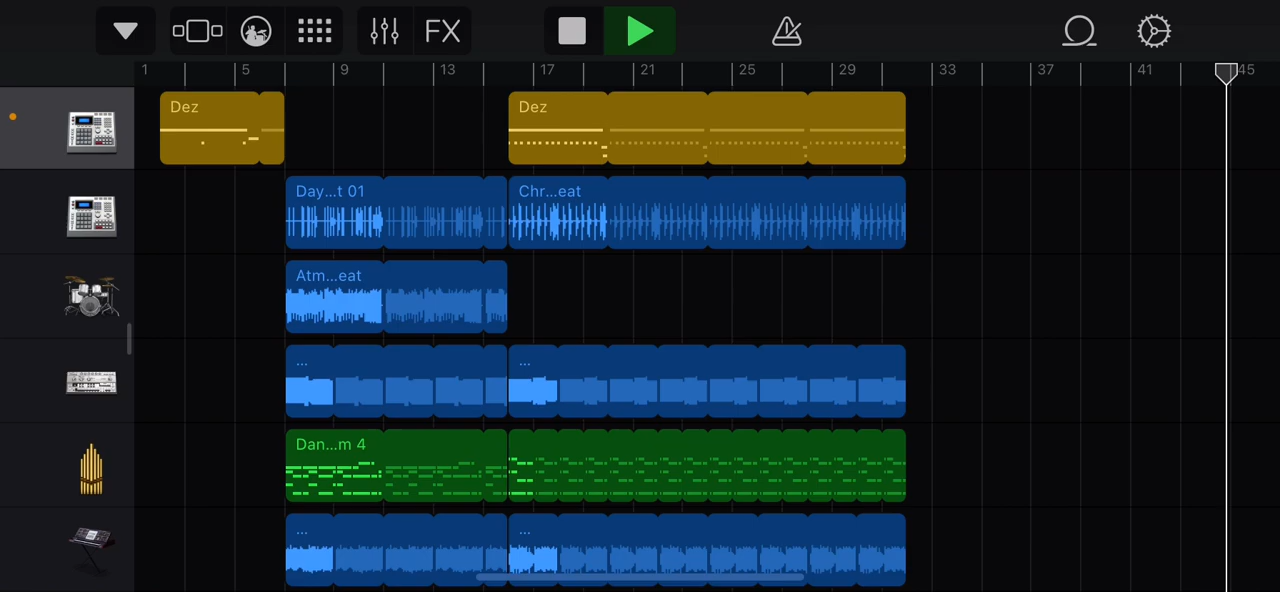 FX
1 5 9 13 17 21 25 29 33 37 41 45
Dez Dez
Day...t 01 Chr...eat
Atm...eat
... ...
Dan...m 4
... ...